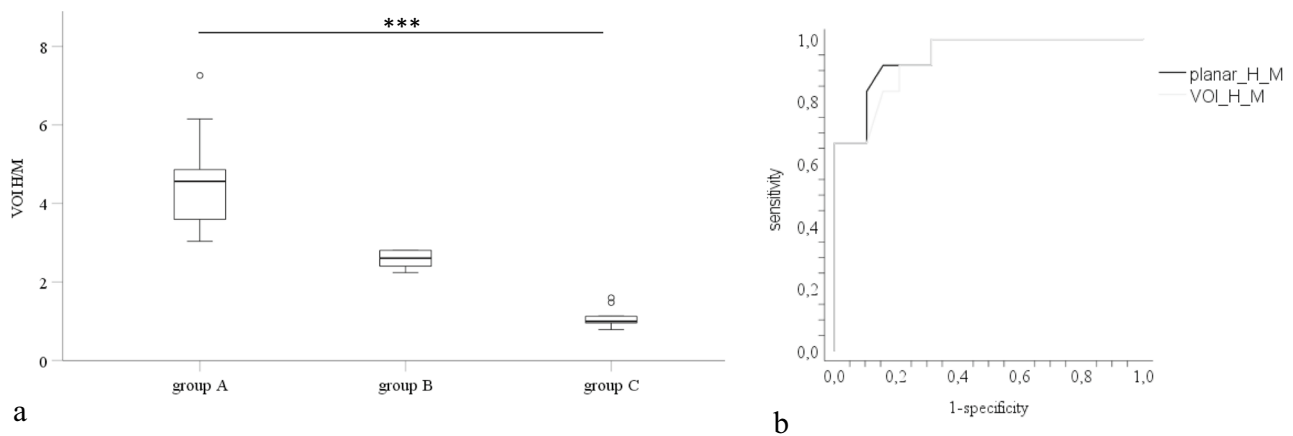 ***
8
6
4
2
0
VOI H/M
group A group B group C
a
1,0
0,8
0,6
0,4
0,2
0,0
sensitivity
0,0 0,2 0,4 0,6 0,8 1,0
1-specificity
planar_H_M
VOI_H_M
b